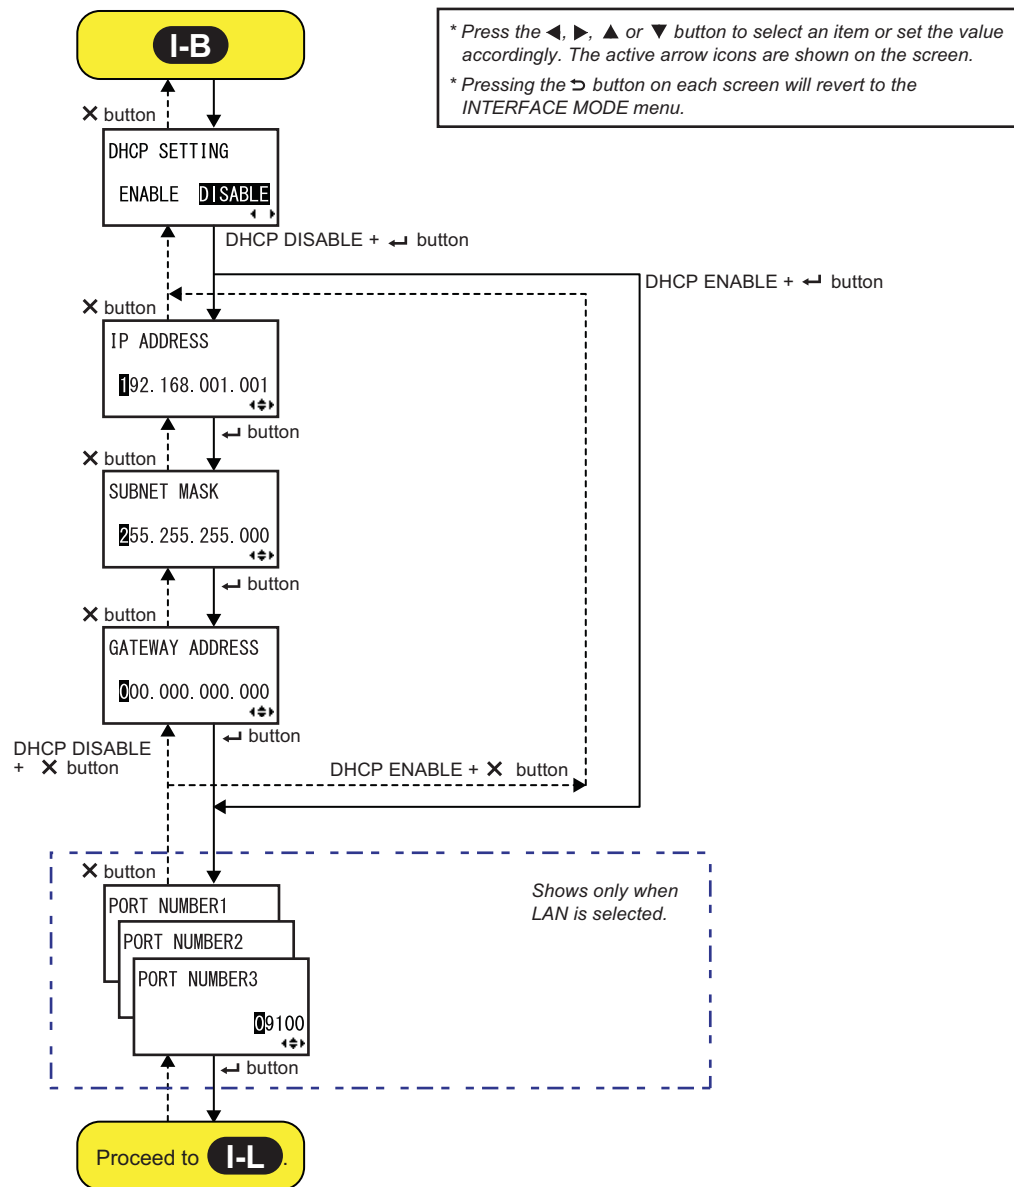 I-B
* Press the ◀, ▶, ▲ or ▼ button to select an item or set the value
accordingly. The active arrow icons are shown on the screen.
* Pressing the ⮌ button on each screen will revert to the
INTERFACE MODE menu.
✕ button
DHCP SETTING
ENABLE DISABLE
DHCP DISABLE + ↵ button
DHCP ENABLE + ↵ button
✕ button
IP ADDRESS
192.168.001.001
↵ button
✕ button
SUBNET MASK
255.255.255.000
↵ button
✕ button
GATEWAY ADDRESS
000.000.000.000
↵ button
DHCP DISABLE
+ ✕ button
DHCP ENABLE + ✕ button
✕ button
Shows only when
LAN is selected.
PORT NUMBER1
PORT NUMBER2
PORT NUMBER3
09100
↵ button
Proceed to I-L.